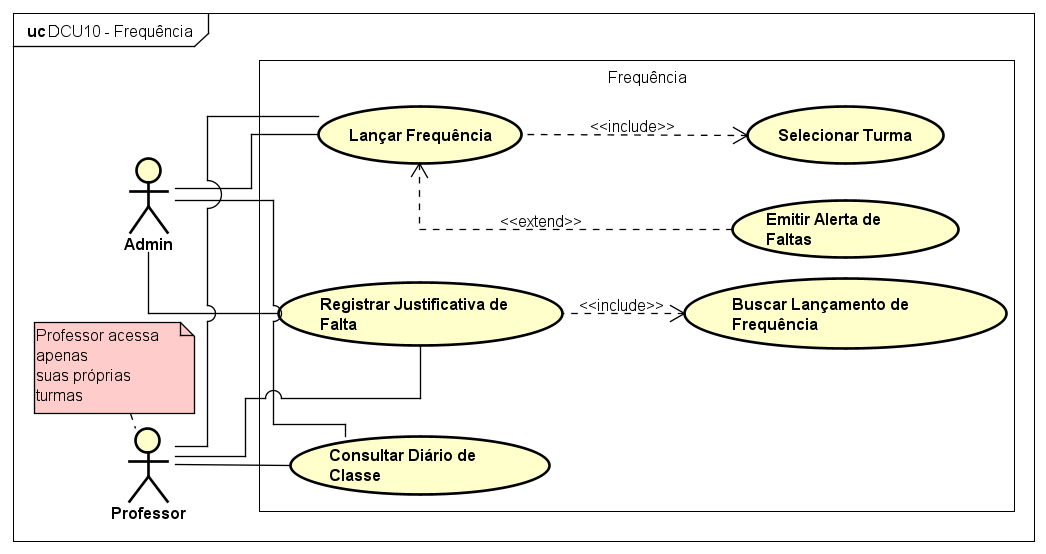 uc DCU10 - Frequência
Frequência
Lançar Frequência
<<include>>
Selecionar Turma
Admin
<<extend>>
Emitir Alerta de
Faltas
Registrar Justificativa de
Falta
<<include>>
Buscar Lançamento de
Frequência
Professor acessa
apenas
suas próprias
turmas
Consultar Diário de
Classe
Professor